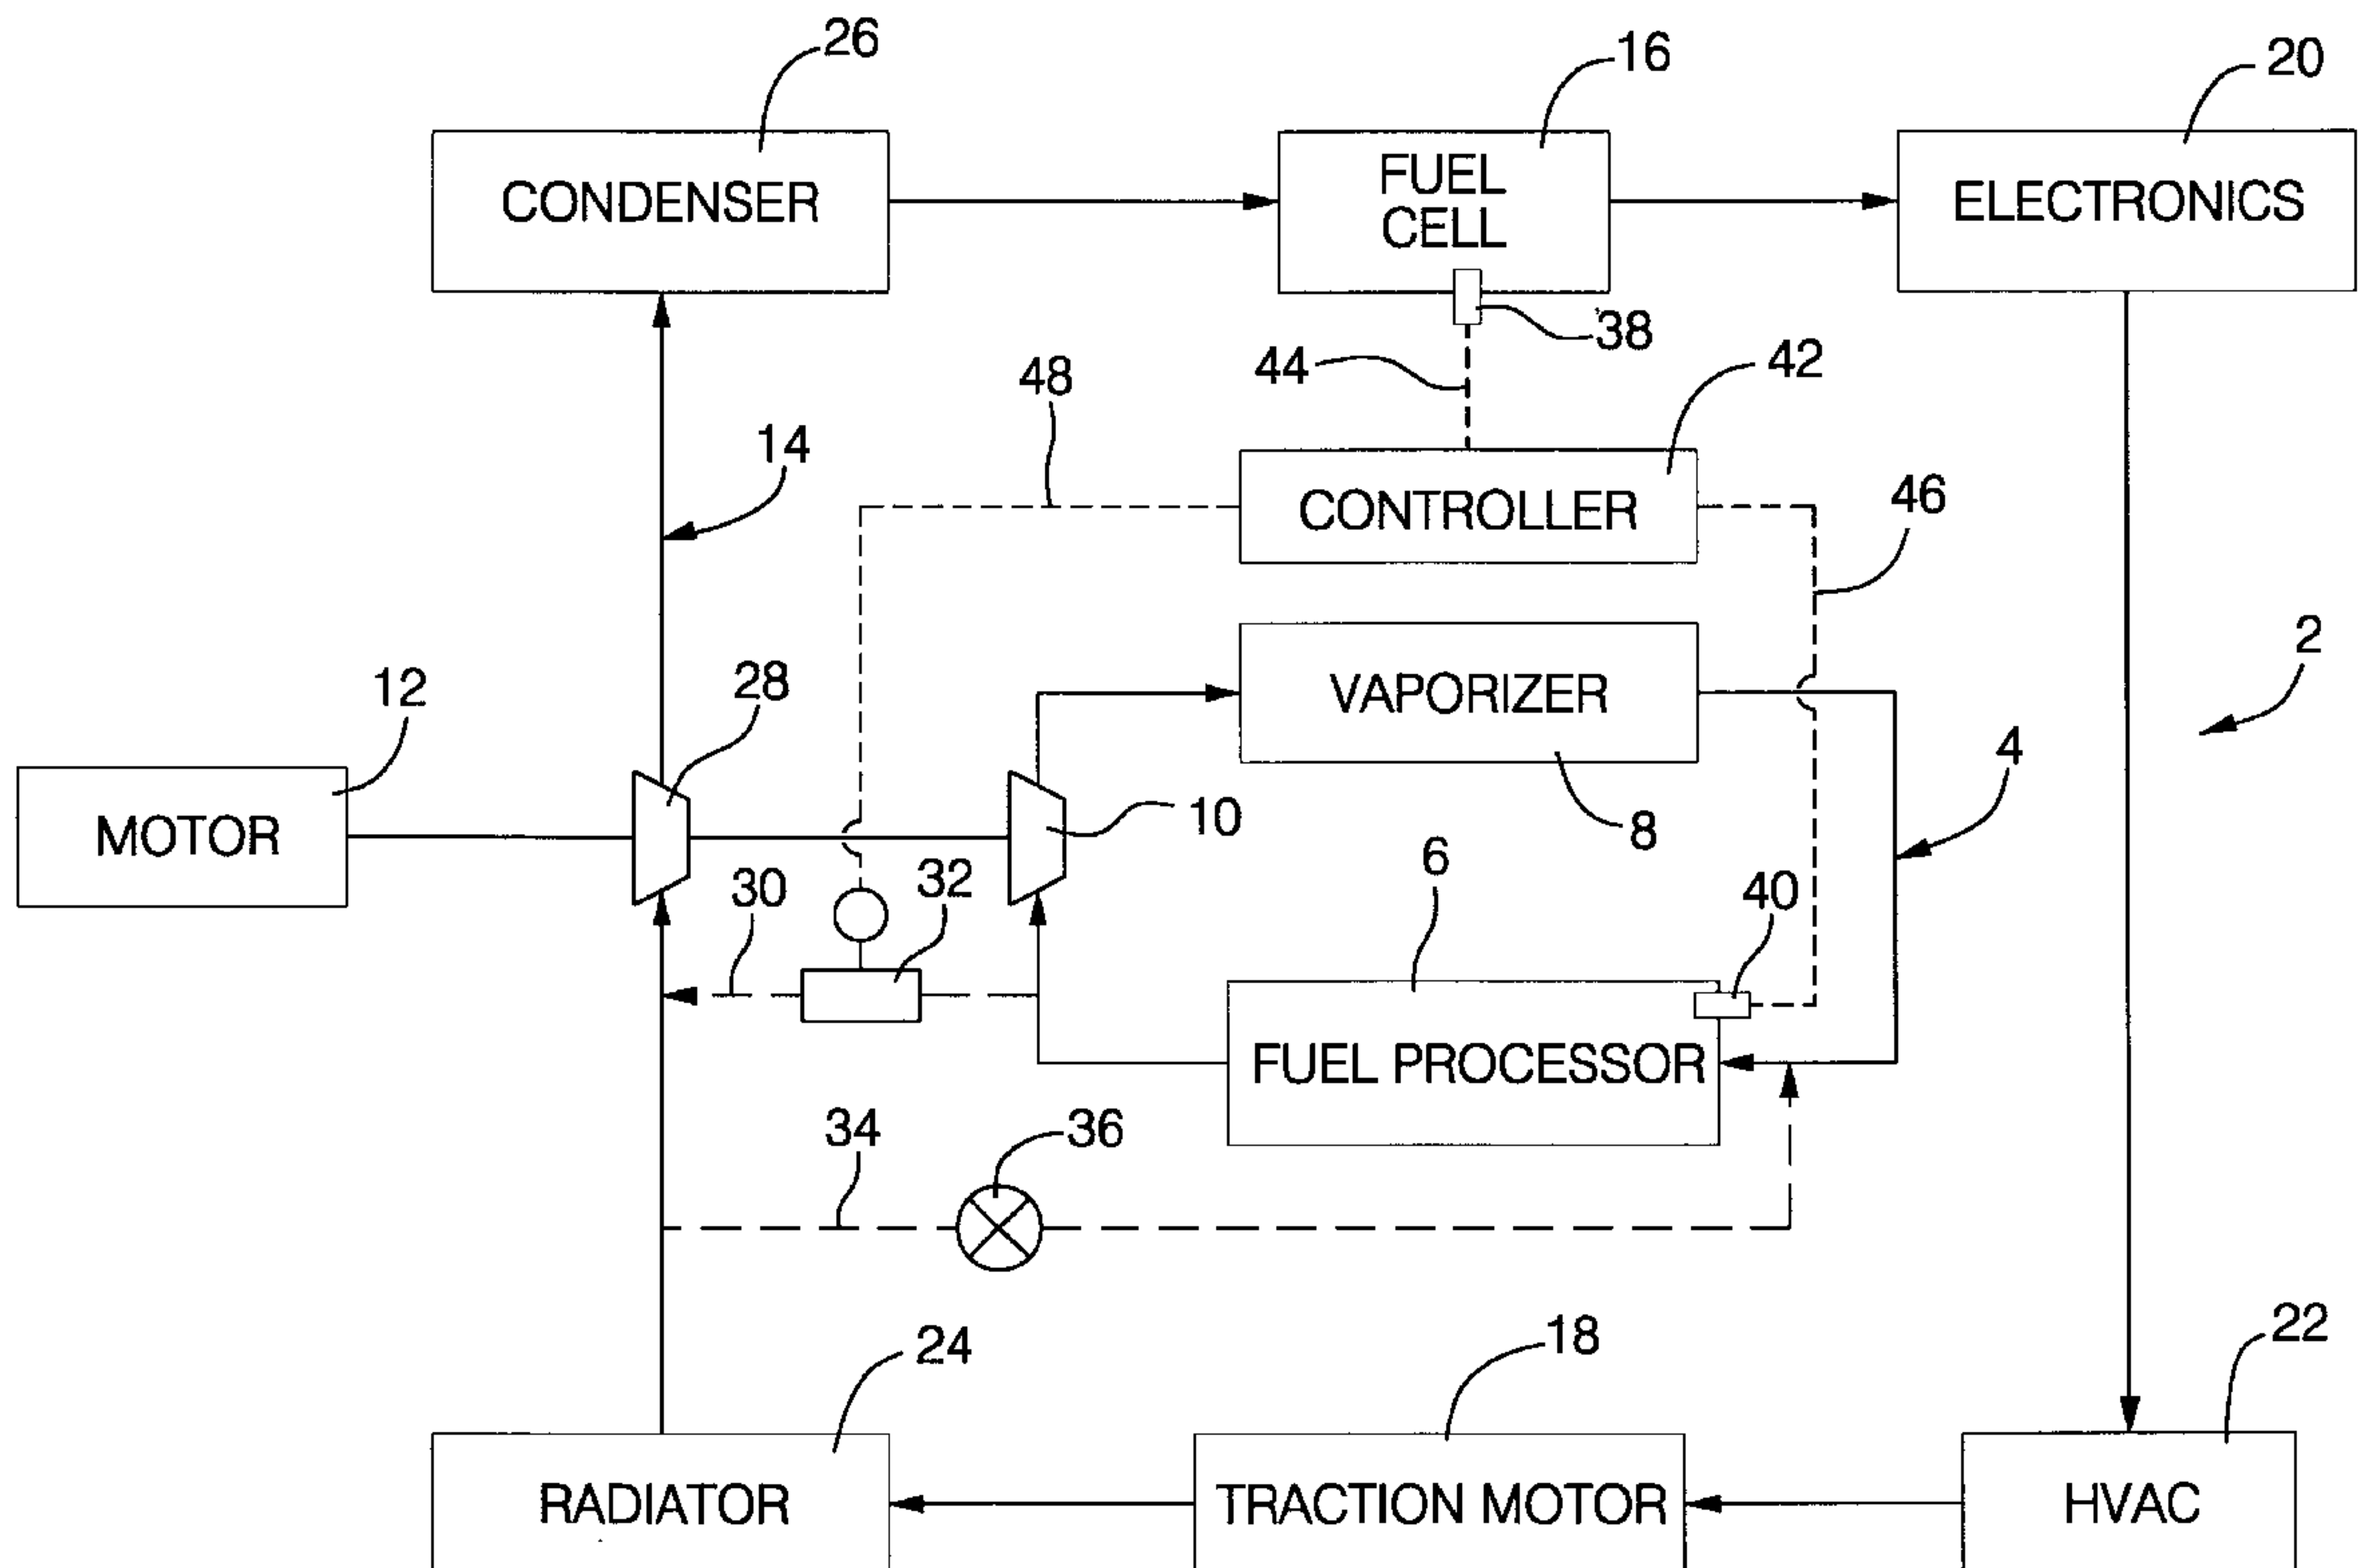 26
16
20
CONDENSER
FUEL
CELL
ELECTRONICS
38
44
42
48
14
CONTROLLER
46
2
28
12
VAPORIZER
4
10
8
MOTOR
6
30
32
40
FUEL PROCESSOR
34
36
24
18
22
RADIATOR
TRACTION MOTOR
HVAC